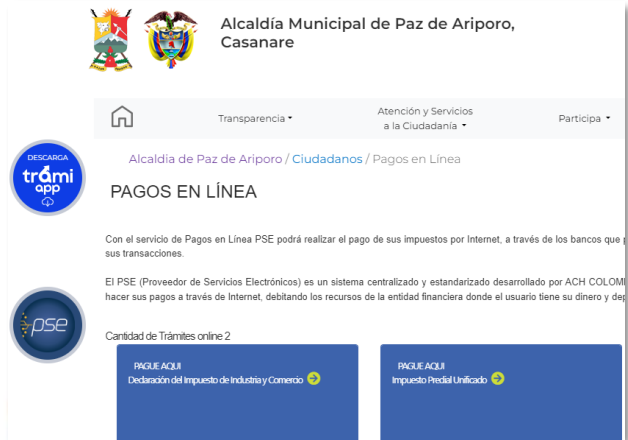 Alcaldía Municipal de Paz de Ariporo,
Casanare
Transparencia
Atención y Servicios
a la Ciudadanía
Participa
DESCARGA
trámi
app
Alcaldia de Paz de Ariporo / Ciudadanos / Pagos en Línea
PAGOS EN LÍNEA
Con el servicio de Pagos en Línea PSE podrá realizar el pago de sus impuestos por Internet, a través de los bancos que
sus transacciones.
El PSE (Proveedor de Servicios Electrónicos) es un sistema centralizado y estandarizado desarrollado por ACH COLOM
hacer sus pagos a través de Internet, debitando los recursos de la entidad financiera donde el usuario tiene su dinero y
pse
Cantidad de Trámites online 2
PAGUE AQUI
Declaración del Impuesto de Industria y Comercio
PAGUE AQUI
Impuesto Predial Unificado